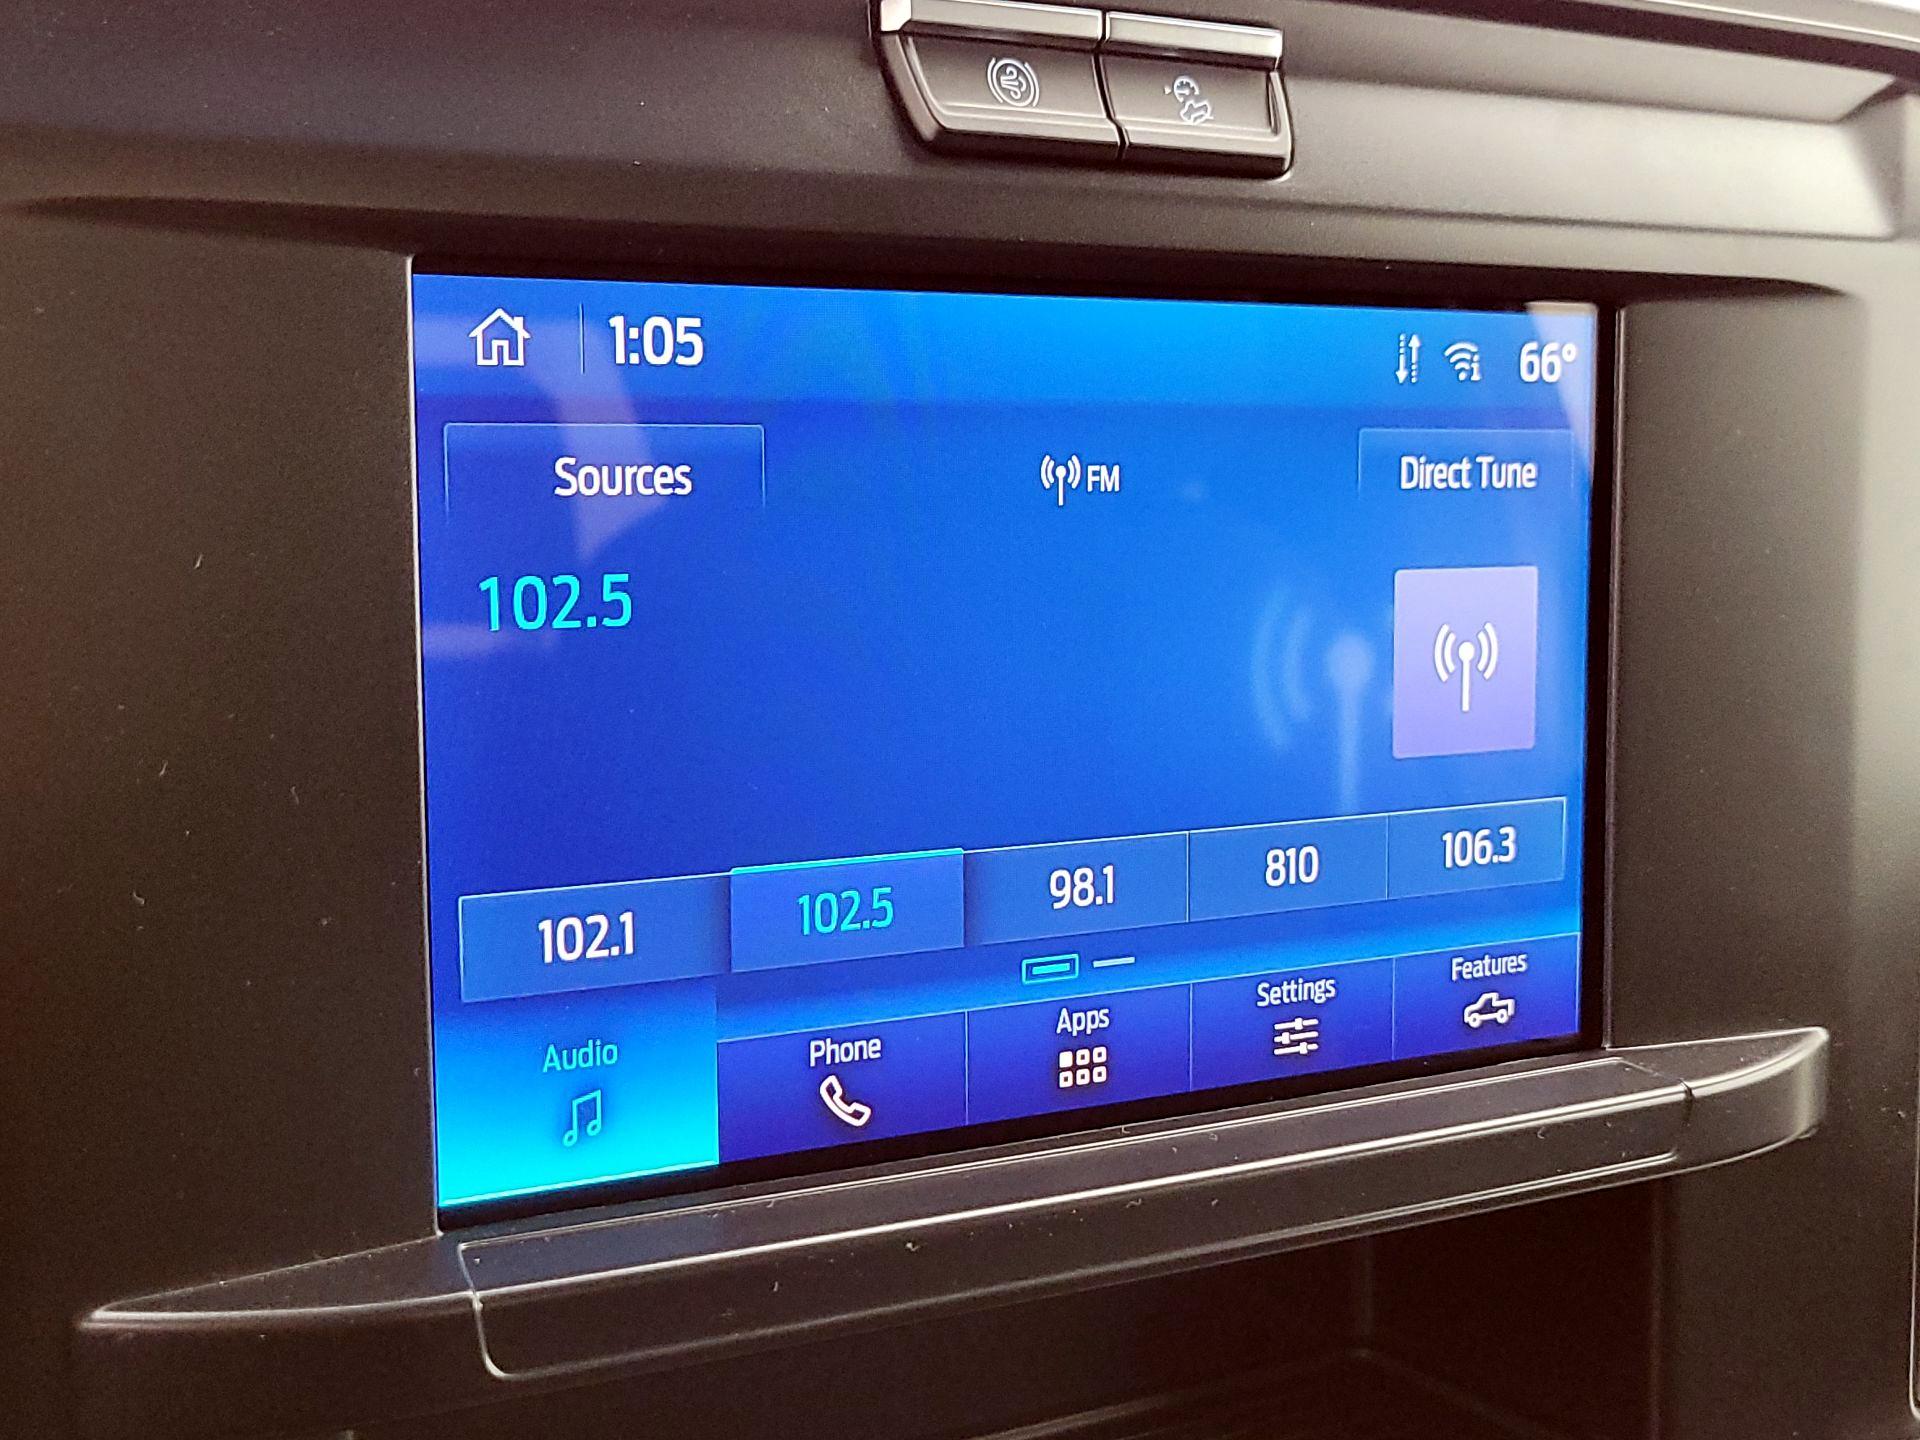 1:05
66°
Sources
FM
Direct Tune
102.5
102.1
102.5
98.1
810
106.3
Audio
Phone
Apps
Settings
Features